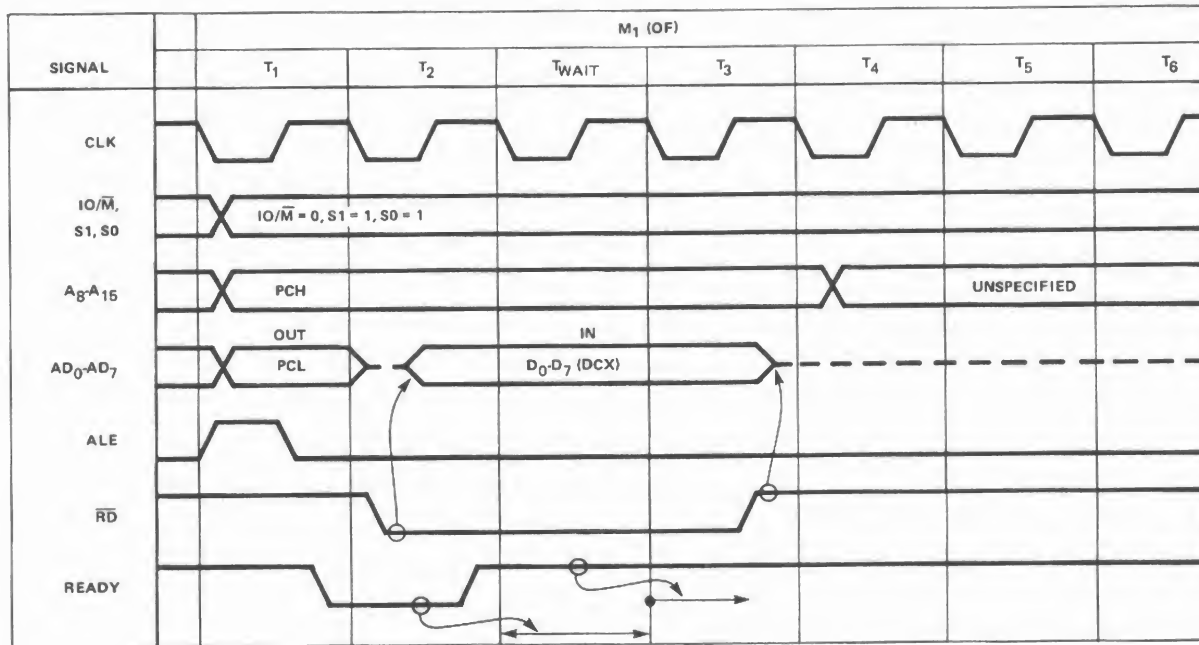 M₁ (OF)
SIGNAL T₁ T₂ TWAIT T₃ T₄ T₅ T₆
CLK
IO/M̅,
S1, S0
IO/M̅ = 0, S1 = 1, S0 = 1
A₈-A₁₅ PCH UNSPECIFIED
OUT IN
AD₀-AD₇ PCL D₀-D₇ (DCX)
ALE
R̅D̅
READY